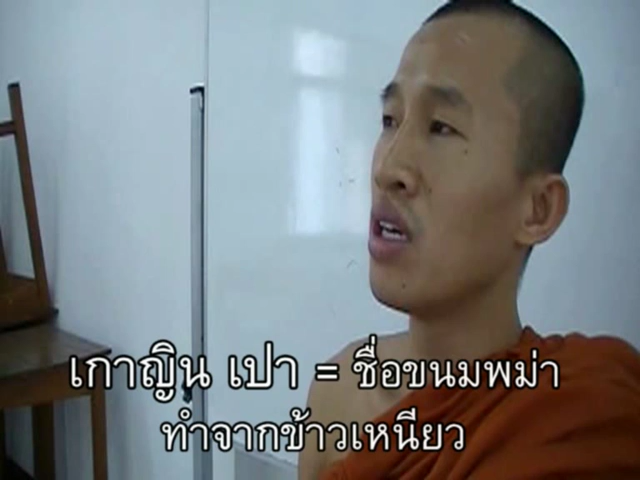 เกาญิน เปา = ชื่อขนมพม่า
ทำจากข้าวเหนียว